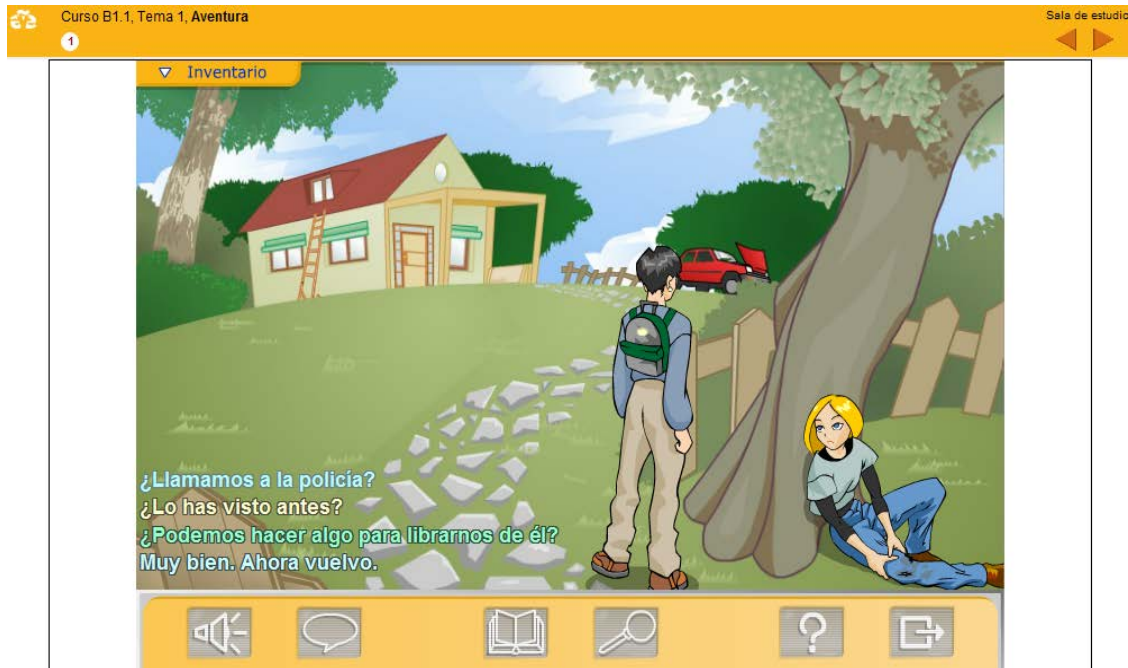 Curso B1.1, Tema 1, Aventura
Sala de estudio
1
Inventario
¿Llamamos a la policía?
¿Lo has visto antes?
¿Podemos hacer algo para librarnos de él?
Muy bien. Ahora vuelvo.
?